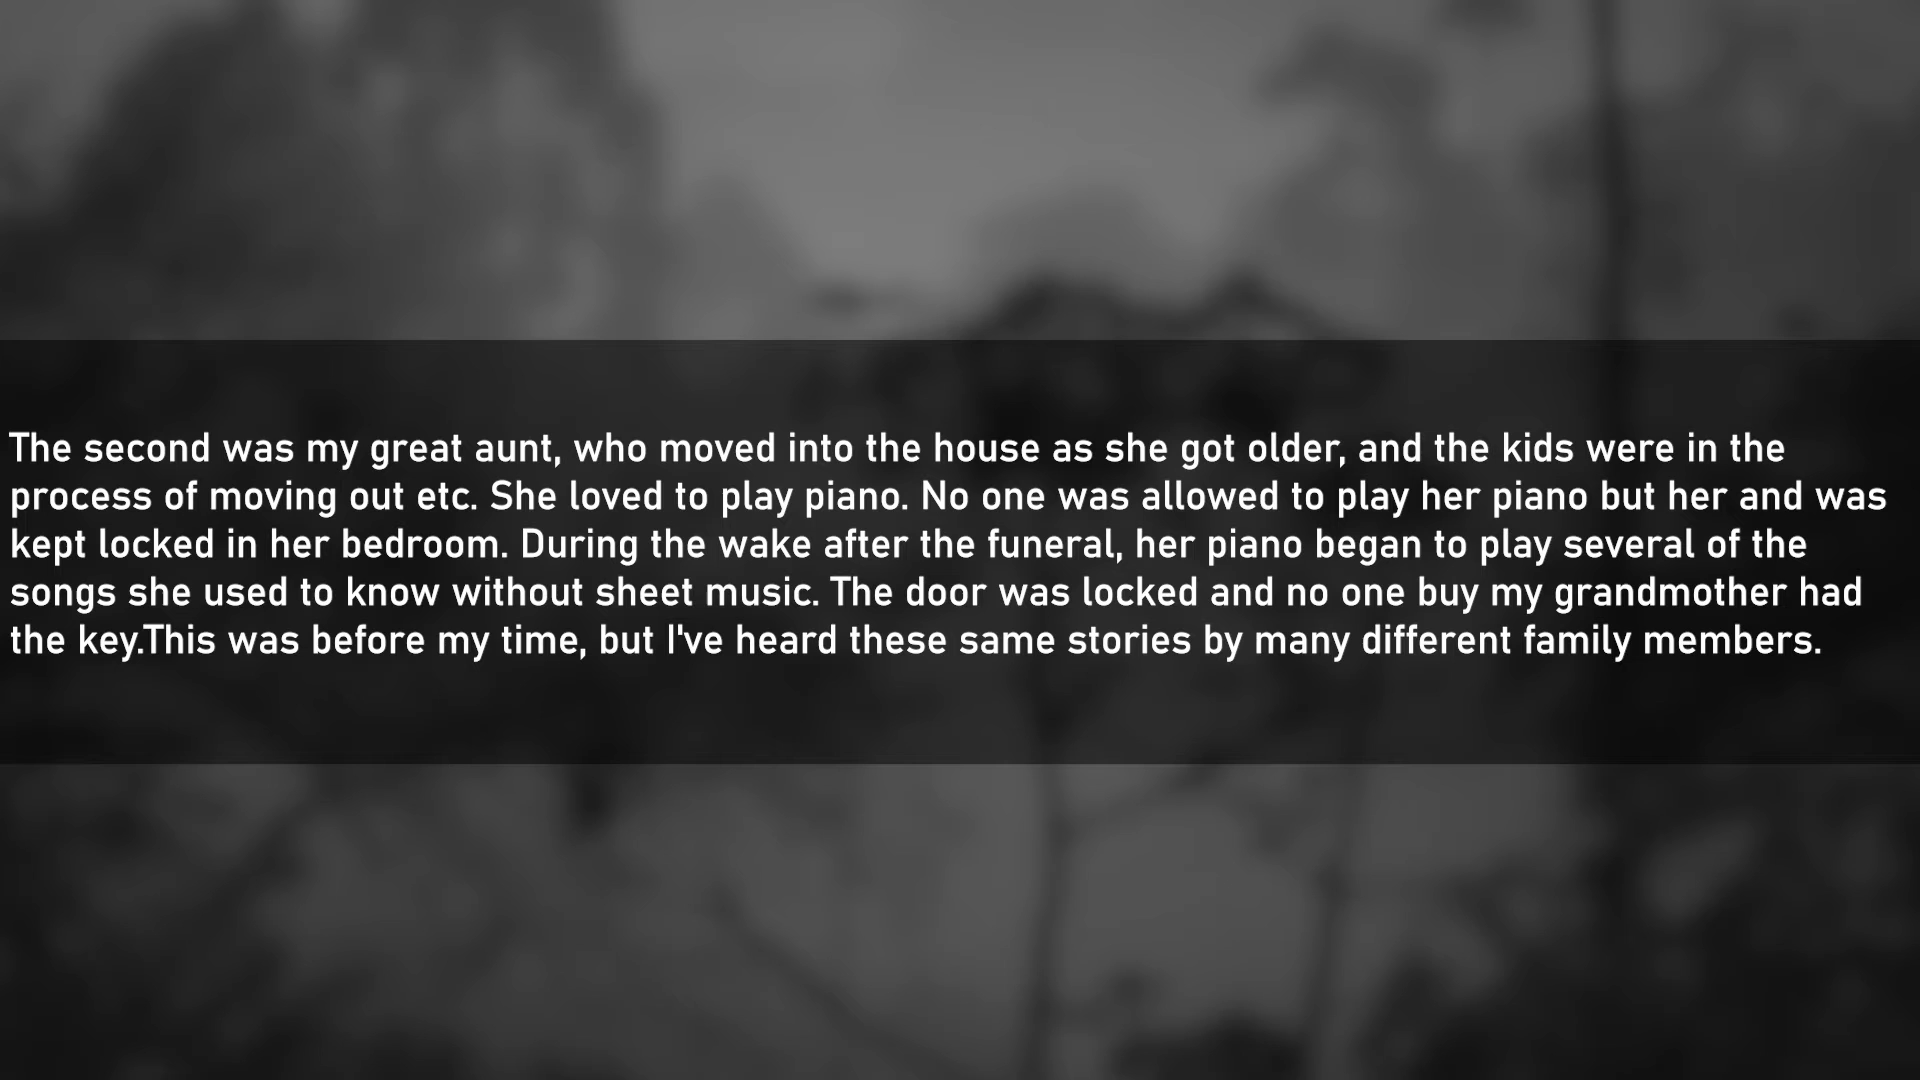 The second was my great aunt, who moved into the house as she got older, and the kids were in the
process of moving out etc. She loved to play piano. No one was allowed to play her piano but her and was
kept locked in her bedroom. During the wake after the funeral, her piano began to play several of the
songs she used to know without sheet music. The door was locked and no one buy my grandmother had
the key.This was before my time, but I've heard these same stories by many different family members.